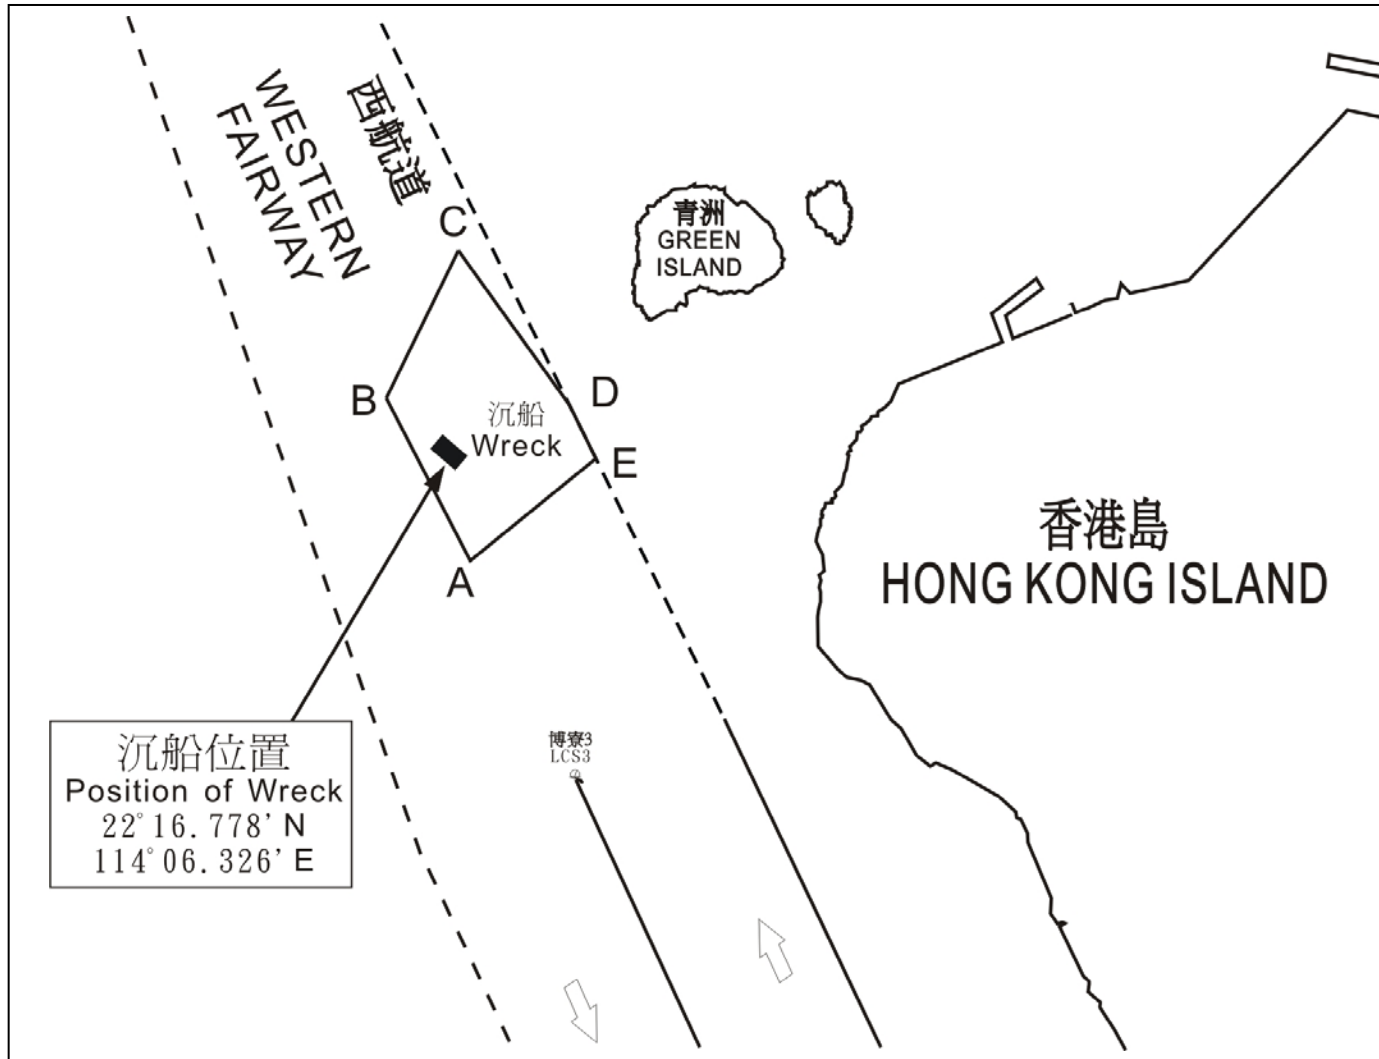 WESTERN
FAIRWAY
西航道
C
青洲
GREEN
ISLAND
B
D
沉船
Wreck
E
A
香港島
HONG KONG ISLAND
博寮3
LCS3
沉船位置
Position of Wreck
22°16.778' N
114°06.326' E